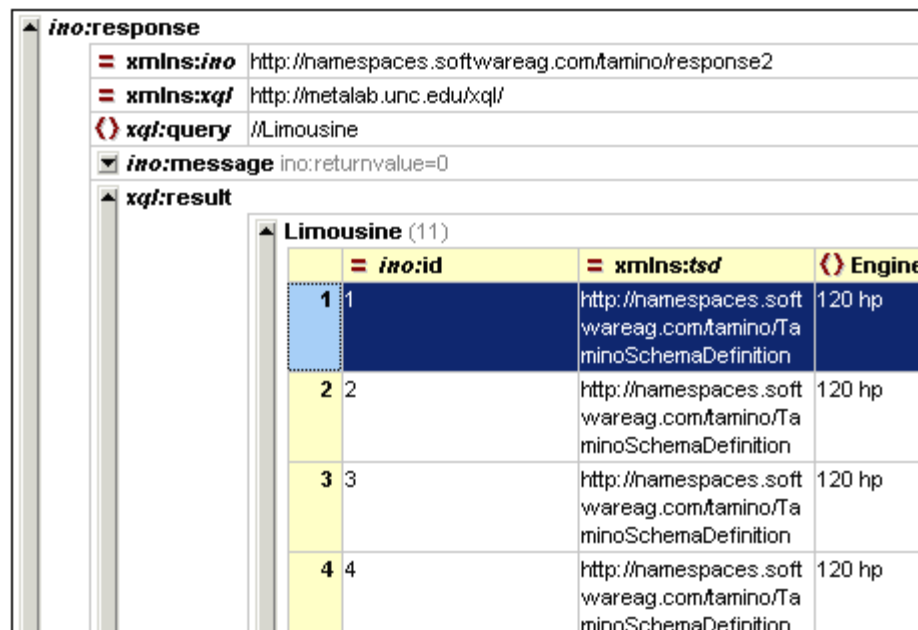 ino:response
= xmlns:ino http://namespaces.softwareag.com/tamino/response2
= xmlns:xql http://metalab.unc.edu/xql/
{} xql:query //Limousine
ino:message ino:returnvalue=0
xql:result
Limousine (11)
= ino:id = xmlns:tsd {} Engine
1 1 http://namespaces.soft 120 hp
wareag.com/tamino/Ta
minoSchemaDefinition
2 2 http://namespaces.soft 120 hp
wareag.com/tamino/Ta
minoSchemaDefinition
3 3 http://namespaces.soft 120 hp
wareag.com/tamino/Ta
minoSchemaDefinition
4 4 http://namespaces.soft 120 hp
wareag.com/tamino/Ta
minoSchemaDefinition